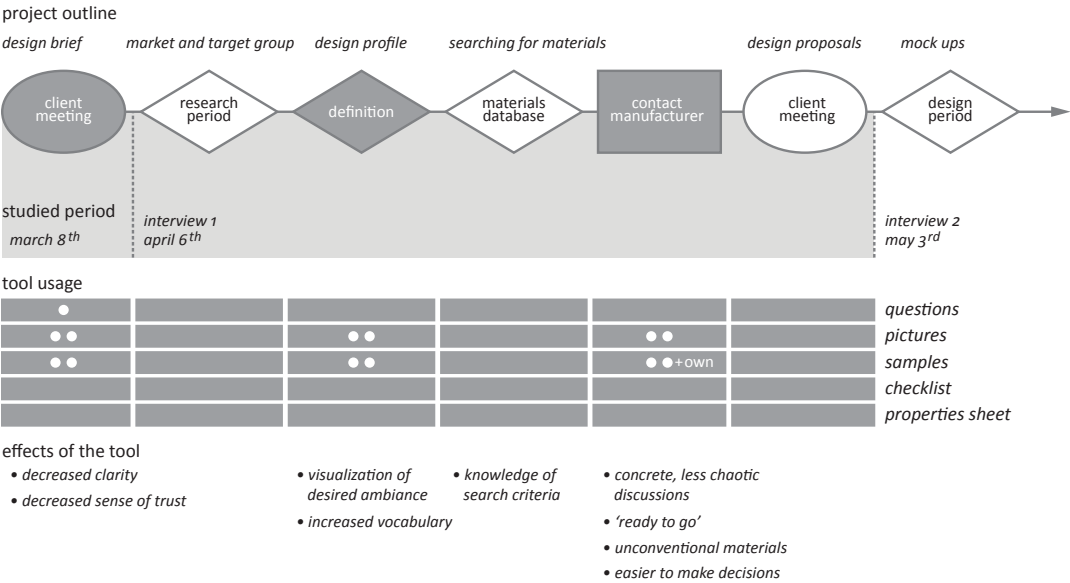 project outline
design brief
market and target group
design profile
searching for materials
design proposals
mock ups
client
meeting
research
period
definition
materials
database
contact
manufacturer
client
meeting
design
period
studied period
march 8th
interview 1
april 6th
interview 2
may 3rd
tool usage
questions
pictures
+own
samples
checklist
properties sheet
effects of the tool
• decreased clarity
• decreased sense of trust
• visualization of
desired ambiance
• increased vocabulary
• knowledge of
search criteria
• concrete, less chaotic
discussions
• ‘ready to go’
• unconventional materials
• easier to make decisions